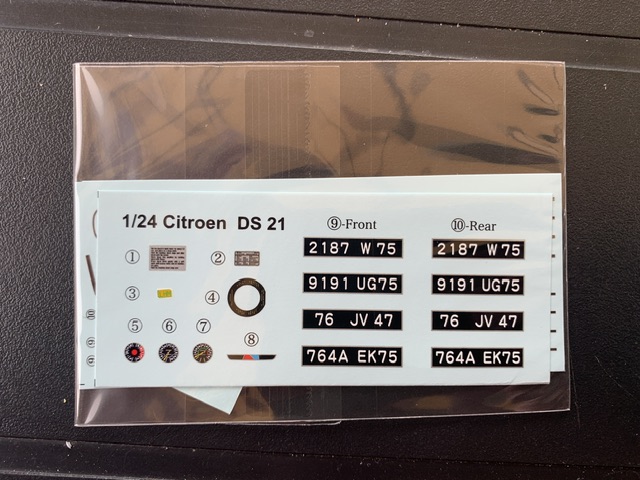 1/24 Citroen DS 21
⑨-Front
⑩-Rear
①
②
③
④
⑤
⑥
⑦
⑧
2187 W 75
2187 W 75
9191 UG75
9191 UG75
76 JV 47
76 JV 47
764A EK75
764A EK75